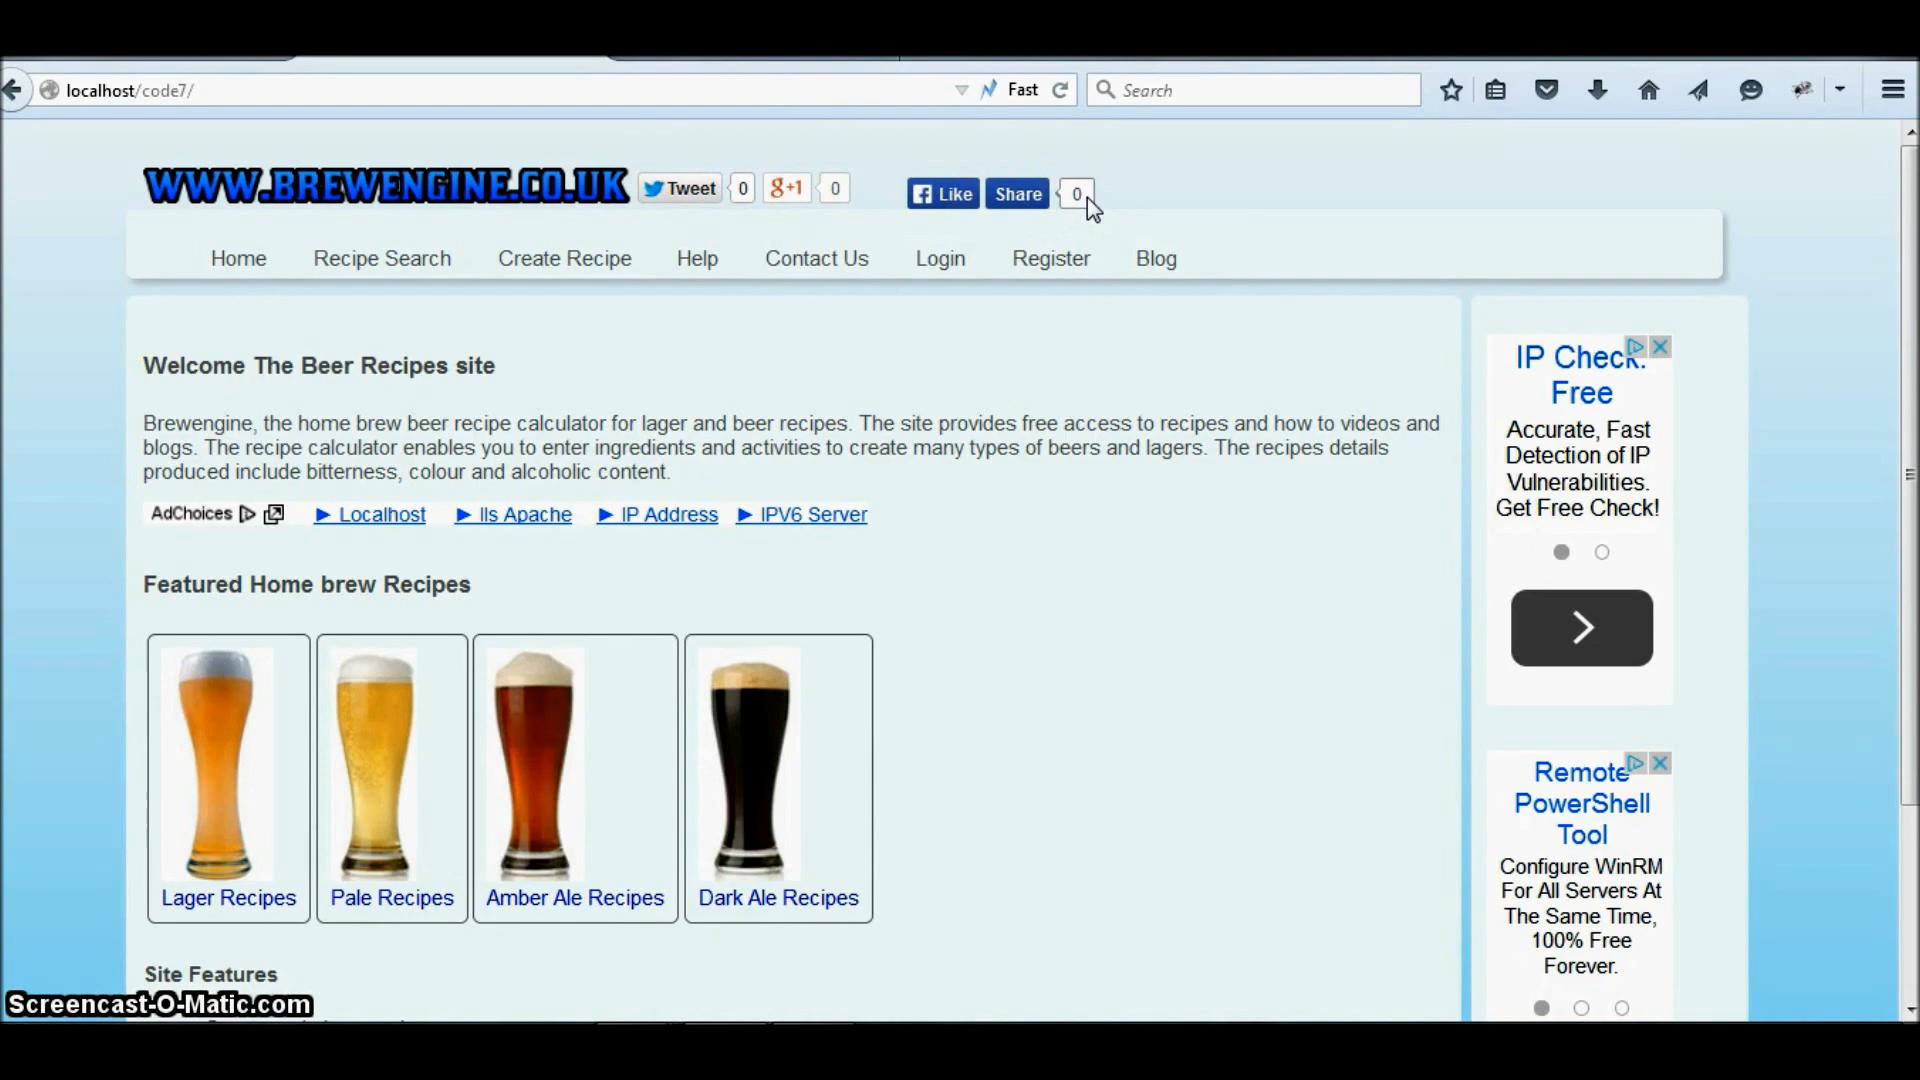 localhost/code7/
Fast
Search
WWW.BREWENGINE.CO.UK
Tweet 0
g+1 0
Like Share 0
Home Recipe Search Create Recipe Help Contact Us Login Register Blog
Welcome The Beer Recipes site
Brewengine, the home brew beer recipe calculator for lager and beer recipes. The site provides free access to recipes and how to videos and
blogs. The recipe calculator enables you to enter ingredients and activities to create many types of beers and lagers. The recipes details
produced include bitterness, colour and alcoholic content.
AdChoices ► Localhost ► Iis Apache ► IP Address ► IPV6 Server
Featured Home brew Recipes
Lager Recipes Pale Recipes Amber Ale Recipes Dark Ale Recipes
Site Features
IP Check.
Free
Accurate, Fast
Detection of IP
Vulnerabilities.
Get Free Check!
Remote
PowerShell
Tool
Configure WinRM
For All Servers At
The Same Time,
100% Free
Forever.
Screencast-O-Matic.com